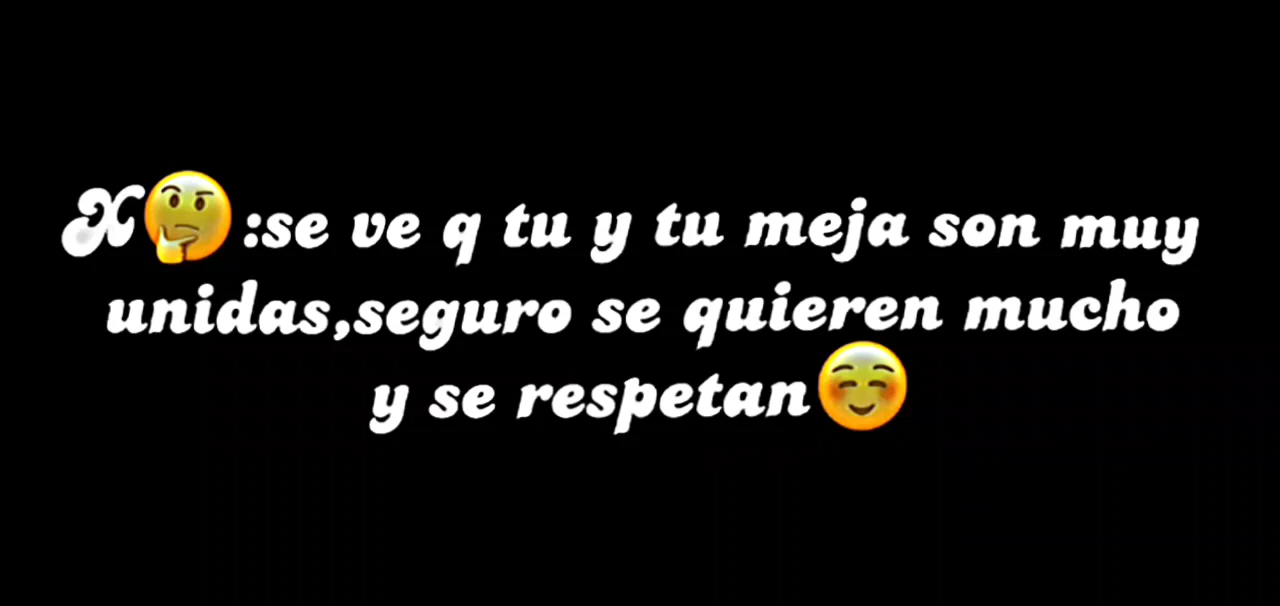 X🤔:se ve q tu y tu meja son muy
unidas,seguro se quieren mucho
y se respetan☺️